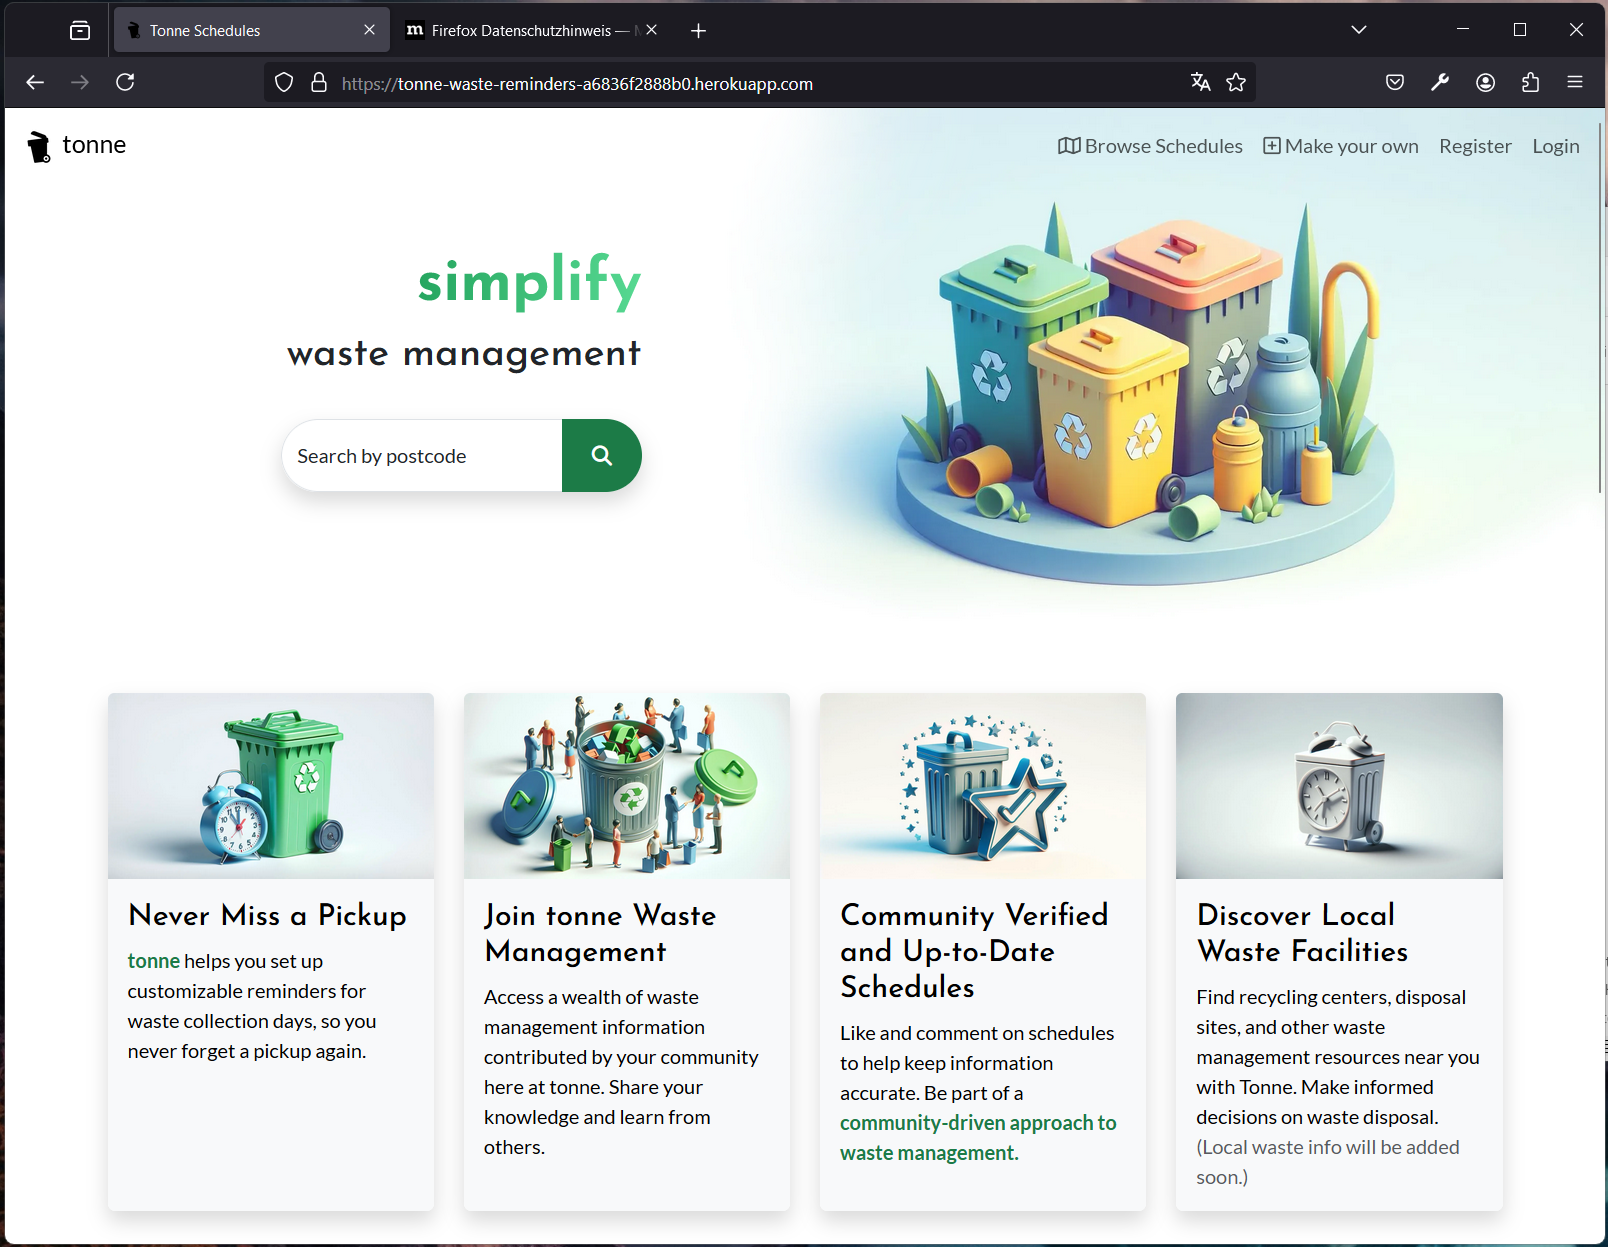 Tonne Schedules
Firefox Datenschutzhinweis —
https://tonne-waste-reminders-a6836f2888b0.herokuapp.com
tonne
Browse Schedules
Make your own
Register
Login
simplify
waste management
Search by postcode
Never Miss a Pickup
tonne helps you set up
customizable reminders for
waste collection days, so you
never forget a pickup again.
Join tonne Waste
Management
Access a wealth of waste
management information
contributed by your community
here at tonne. Share your
knowledge and learn from
others.
Community Verified
and Up-to-Date
Schedules
Like and comment on schedules
to help keep information
accurate. Be part of a
community-driven approach to
waste management.
Discover Local
Waste Facilities
Find recycling centers, disposal
sites, and other waste
management resources near you
with Tonne. Make informed
decisions on waste disposal.
(Local waste info will be added
soon.)